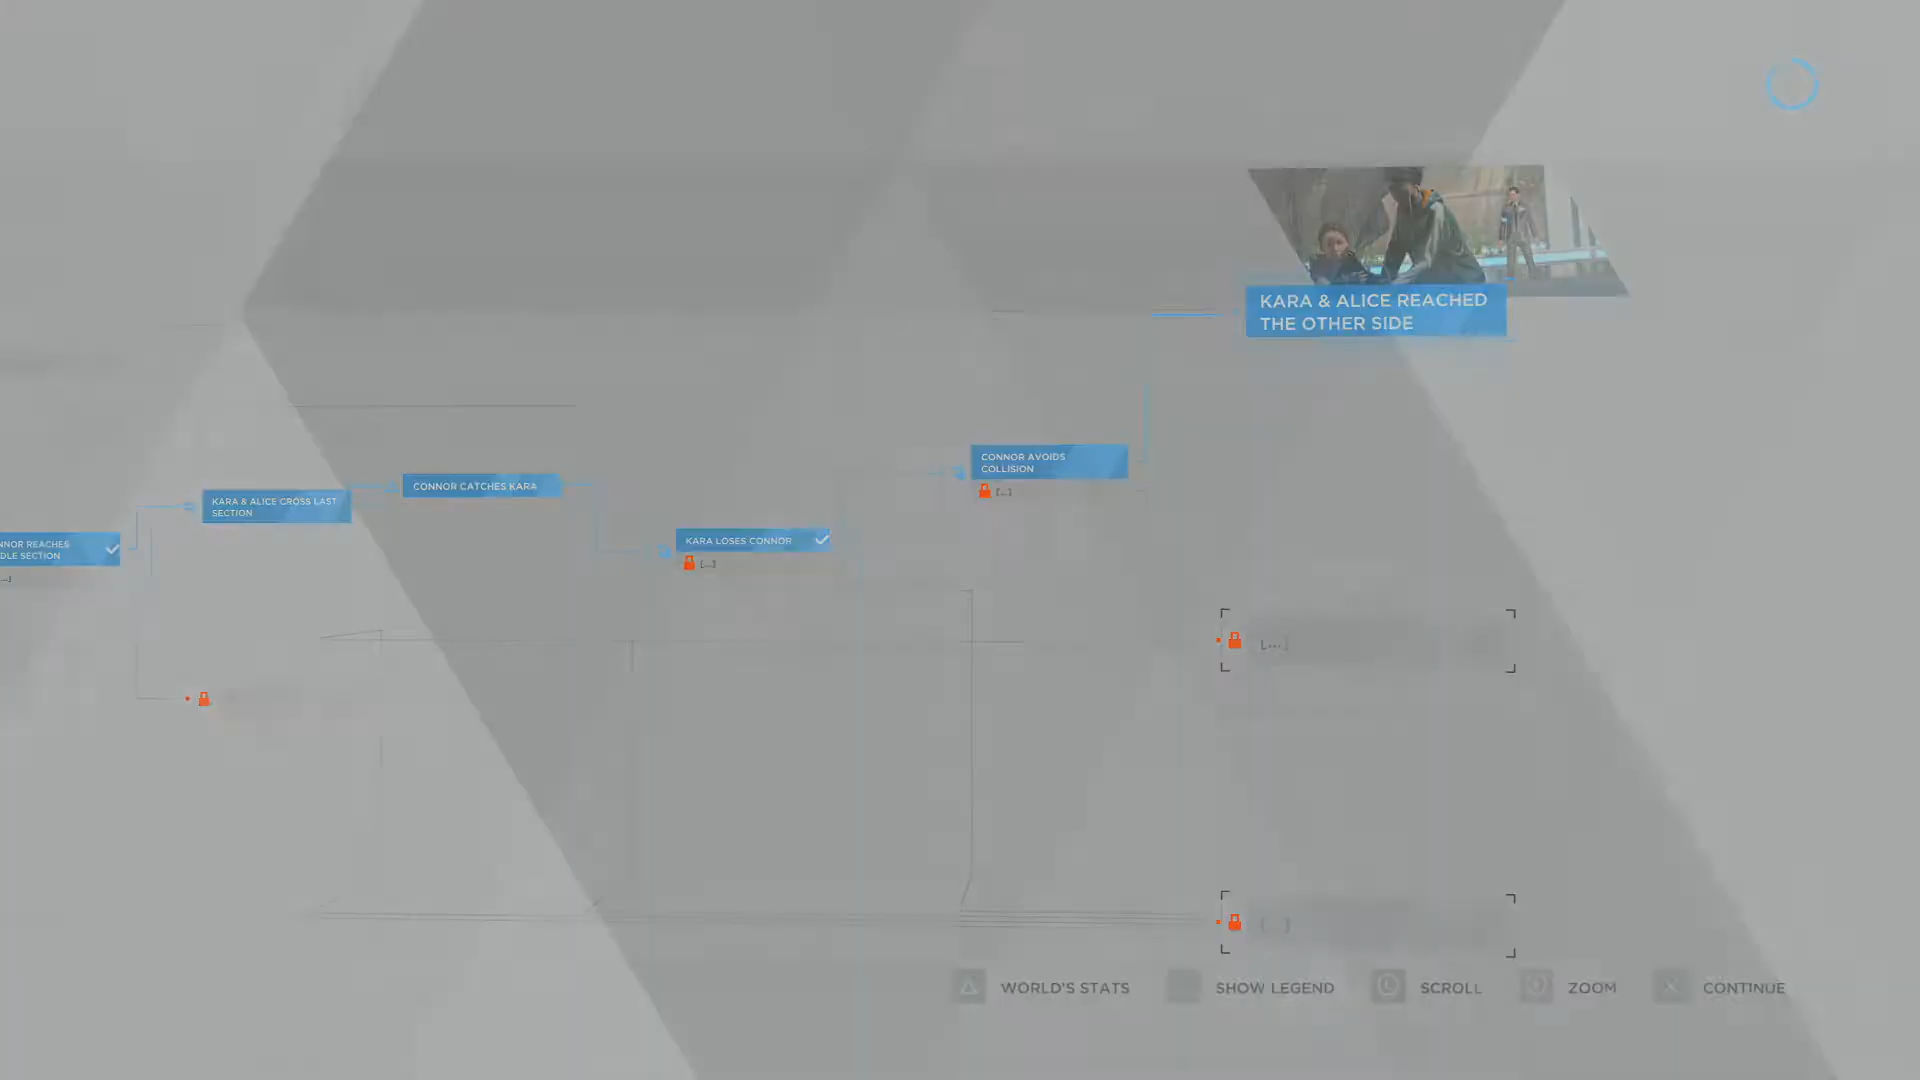 KARA & ALICE REACHED
THE OTHER SIDE
CONNOR AVOIDS
COLLISION
[...]
CONNOR CATCHES KARA
KARA & ALICE CROSS LAST
SECTION
KARA LOSES CONNOR
[...]
NNOR REACHES
DLE SECTION
...]
[...]
[...]
WORLD'S STATS
SHOW LEGEND
SCROLL
ZOOM
CONTINUE